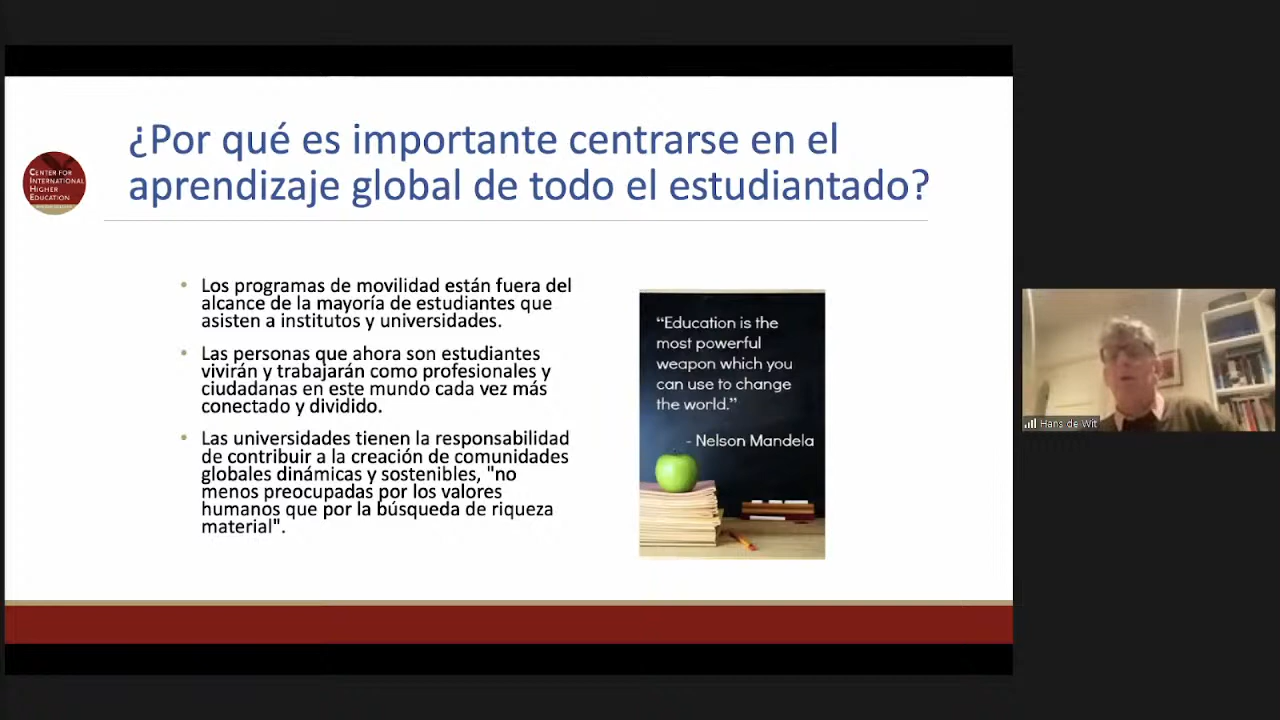 ¿Por qué es importante centrarse en el
aprendizaje global de todo el estudiantado?
CENTER FOR
INTERNATIONAL
HIGHER
EDUCATION
• Los programas de movilidad están fuera del
alcance de la mayoría de estudiantes que
asisten a institutos y universidades.
• Las personas que ahora son estudiantes
vivirán y trabajarán como profesionales y
ciudadanas en este mundo cada vez más
conectado y dividido.
• Las universidades tienen la responsabilidad
de contribuir a la creación de comunidades
globales dinámicas y sostenibles, "no
menos preocupadas por los valores
humanos que por la búsqueda de riqueza
material".
“Education is the
most powerful
weapon which you
can use to change
the world.”
- Nelson Mandela
Hans de Wit